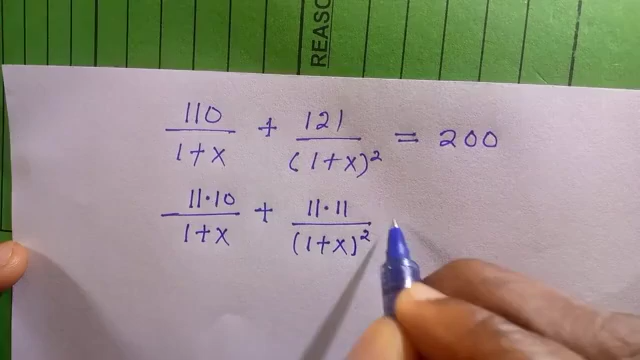 REASO
110/(1+x) + 121/(1+x)² = 200
11·10/(1+x) + 11·11/(1+x)²